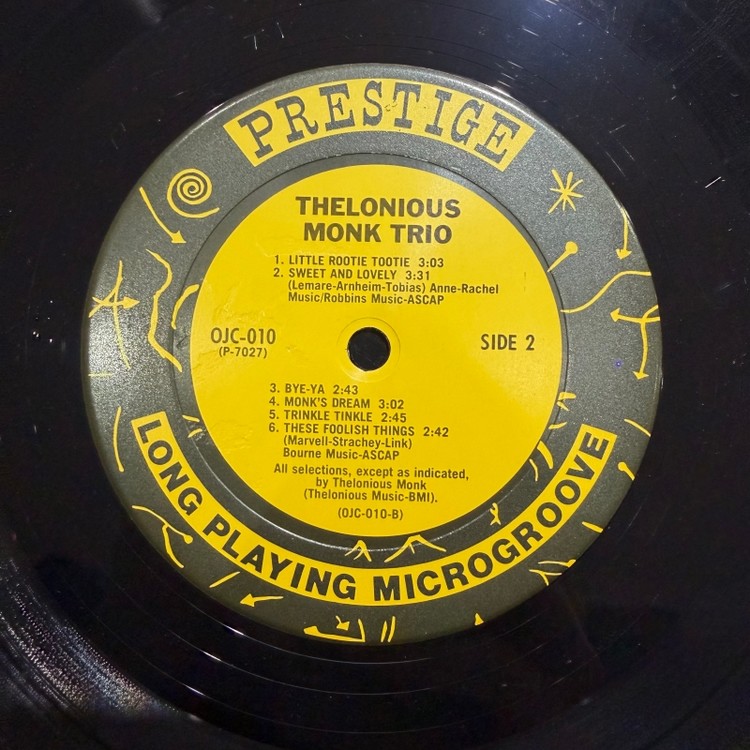 PRESTIGE
THELONIOUS
MONK TRIO
1. LITTLE ROOTIE TOOTIE 3:03
2. SWEET AND LOVELY 3:31
(Lemare-Arnheim-Tobias) Anne-Rachel
Music/Robbins Music-ASCAP
OJC-010
(P-7027)
SIDE 2
3. BYE-YA 2:43
4. MONK'S DREAM 3:02
5. TRINKLE TINKLE 2:45
6. THESE FOOLISH THINGS 2:42
(Marvell-Strachey-Link)
Bourne Music-ASCAP
All selections, except as indicated,
by Thelonious Monk
(Thelonious Music-BMI).
(OJC-010-B)
LONG PLAYING MICROGROOVE